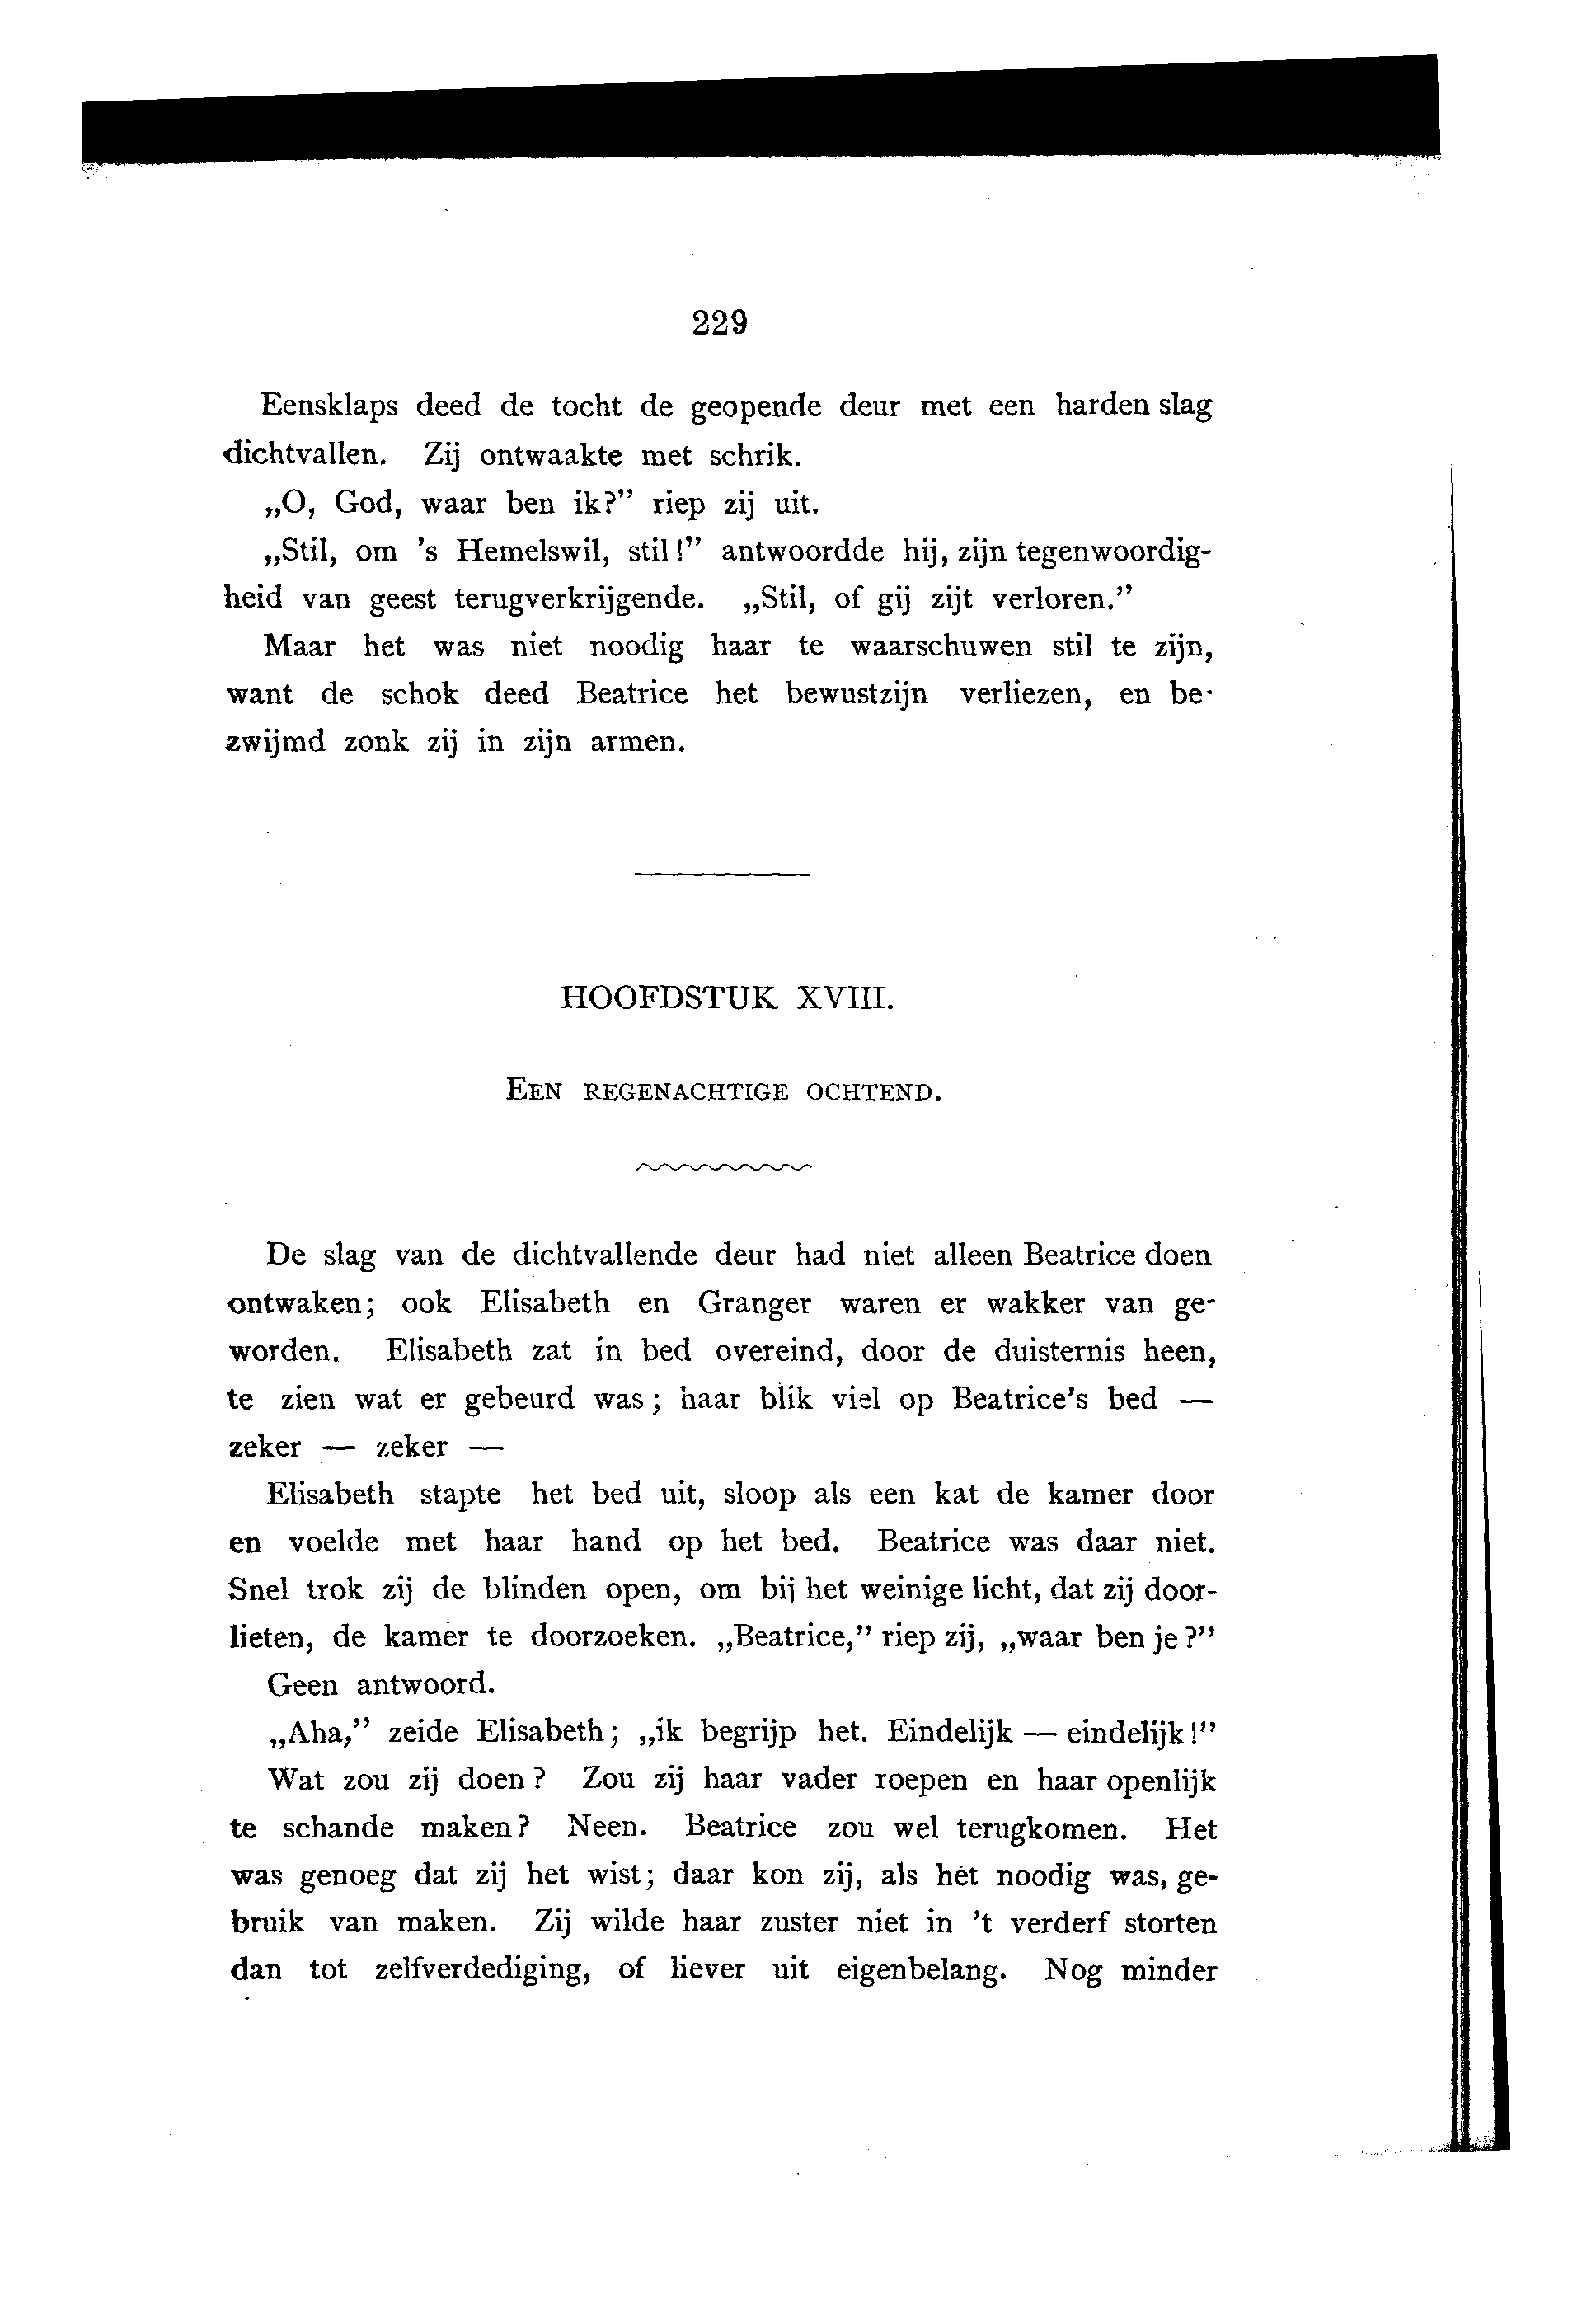 229
Eensklaps deed de tocht de geopende deur met een harden slag
dichtvallen. Zij ontwaakte met schrik.
„O, God, waar ben ik?” riep zij uit.
„Stil, om 's Hemelswil, stil!” antwoordde hij, zijn tegenwoordig-
heid van geest terugverkrijgende. „Stil, of gij zijt verloren.”
Maar het was niet noodig haar te waarschuwen stil te zijn,
want de schok deed Beatrice het bewustzijn verliezen, en be-
zwijmd zonk zij in zijn armen.
HOOFDSTUK XVIII.
EEN REGENACHTIGE OCHTEND.
De slag van de dichtvallende deur had niet alleen Beatrice doen
ontwaken; ook Elisabeth en Granger waren er wakker van ge-
worden. Elisabeth zat in bed overeind, door de duisternis heen,
te zien wat er gebeurd was; haar blik viel op Beatrice's bed —
zeker — zeker —
Elisabeth stapte het bed uit, sloop als een kat de kamer door
en voelde met haar hand op het bed. Beatrice was daar niet.
Snel trok zij de blinden open, om bij het weinige licht, dat zij door-
lieten, de kamer te doorzoeken. „Beatrice,” riep zij, „waar ben je?”
Geen antwoord.
„Aha,” zeide Elisabeth; „ik begrijp het. Eindelijk — eindelijk!”
Wat zou zij doen? Zou zij haar vader roepen en haar openlijk
te schande maken? Neen. Beatrice zou wel terugkomen. Het
was genoeg dat zij het wist; daar kon zij, als het noodig was, ge-
bruik van maken. Zij wilde haar zuster niet in 't verderf storten
dan tot zelfverdediging, of liever uit eigenbelang. Nog minder